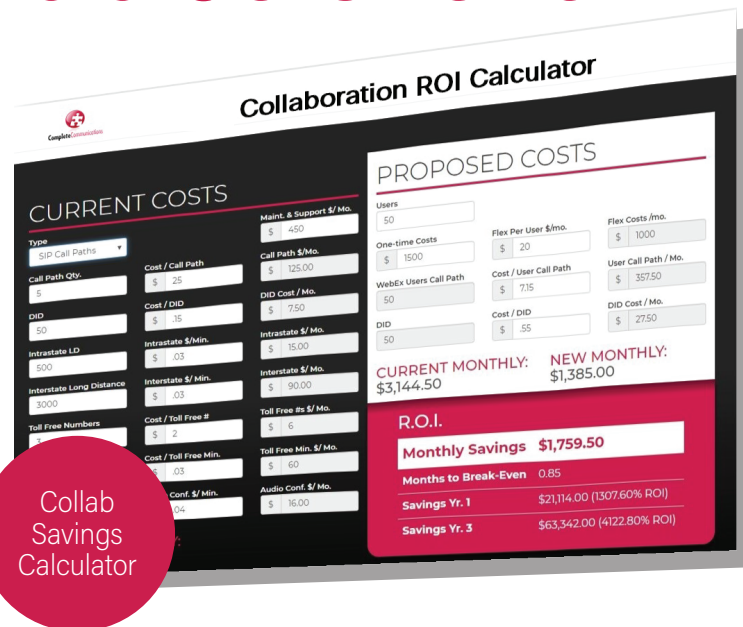 Collaboration ROI Calculator
CompleteCommunications
CURRENT COSTS
Maint. & Support $/ Mo.
$ 450
Type
SIP Call Paths
Call Path Qty.
5
Cost / Call Path
$ 25
Call Path $/Mo.
$ 125.00
DID
50
Cost / DID
$ .15
DID Cost / Mo.
$ 7.50
Intrastate LD
500
Intrastate $/Min.
$ .03
Intrastate $/ Mo.
$ 15.00
Interstate Long Distance
3000
Interstate $/ Min.
$ .03
Interstate $/ Mo.
$ 90.00
Toll Free Numbers
3
Cost / Toll Free #
$ 2
Toll Free #s $/ Mo.
$ 6
Cost / Toll Free Min.
$ .03
Toll Free Min. $/ Mo.
$ 60
Conf. $/ Min.
.04
Audio Conf. $/ Mo.
$ 16.00
PROPOSED COSTS
Users
50
One-time Costs
$ 1500
Flex Per User $/mo.
$ 20
Flex Costs /mo.
$ 1000
WebEx Users Call Path
50
Cost / User Call Path
$ 7.15
User Call Path / Mo.
$ 357.50
DID
50
Cost / DID
$ .55
DID Cost / Mo.
$ 27.50
CURRENT MONTHLY:
$3,144.50
NEW MONTHLY:
$1,385.00
R.O.I.
Monthly Savings $1,759.50
Months to Break-Even 0.85
Savings Yr. 1 $21,114.00 (1307.60% ROI)
Savings Yr. 3 $63,342.00 (4122.80% ROI)
Collab
Savings
Calculator